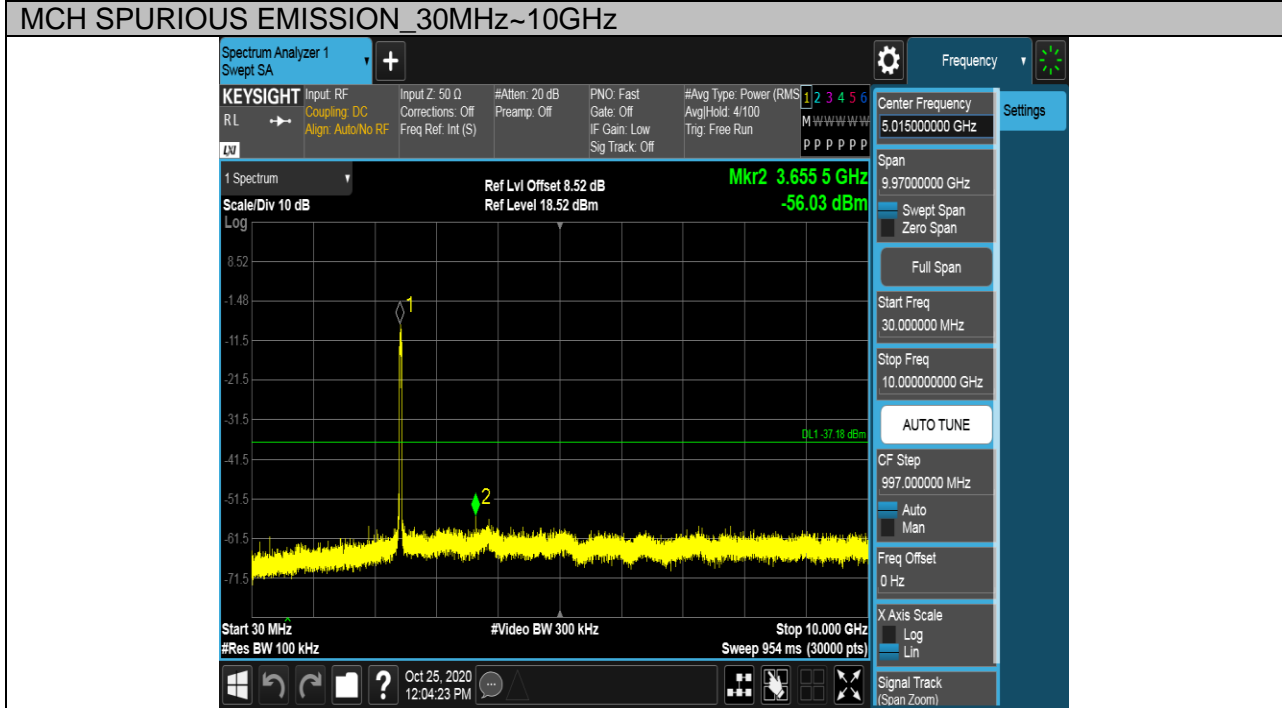 MCH SPURIOUS EMISSION_30MHz~10GHz
Spectrum Analyzer 1
Swept SA
+
Frequency
KEYSIGHT
RL
LXI
Input: RF
Coupling: DC
Align: Auto/No RF
Input Z: 50 Ω
Corrections: Off
Freq Ref: Int (S)
#Atten: 20 dB
Preamp: Off
PNO: Fast
Gate: Off
IF Gain: Low
Sig Track: Off
#Avg Type: Power (RMS
Avg|Hold: 4/100
Trig: Free Run
1 2 3 4 5 6
M W W W W W
P P P P P P
1 Spectrum
Scale/Div 10 dB
Ref Lvl Offset 8.52 dB
Ref Level 18.52 dBm
Mkr2 3.655 5 GHz
-56.03 dBm
Log
8.52
-1.48
-11.5
-21.5
-31.5
-41.5
-51.5
-61.5
-71.5
1
2
DL1 -37.18 dBm
Start 30 MHz
#Res BW 100 kHz
#Video BW 300 kHz
Stop 10.000 GHz
Sweep 954 ms (30000 pts)
Center Frequency
5.015000000 GHz
Settings
Span
9.97000000 GHz
Swept Span
Zero Span
Full Span
Start Freq
30.000000 MHz
Stop Freq
10.000000000 GHz
AUTO TUNE
CF Step
997.000000 MHz
Auto
Man
Freq Offset
0 Hz
X Axis Scale
Log
Lin
Signal Track
(Span Zoom)
?
Oct 25, 2020
12:04:23 PM